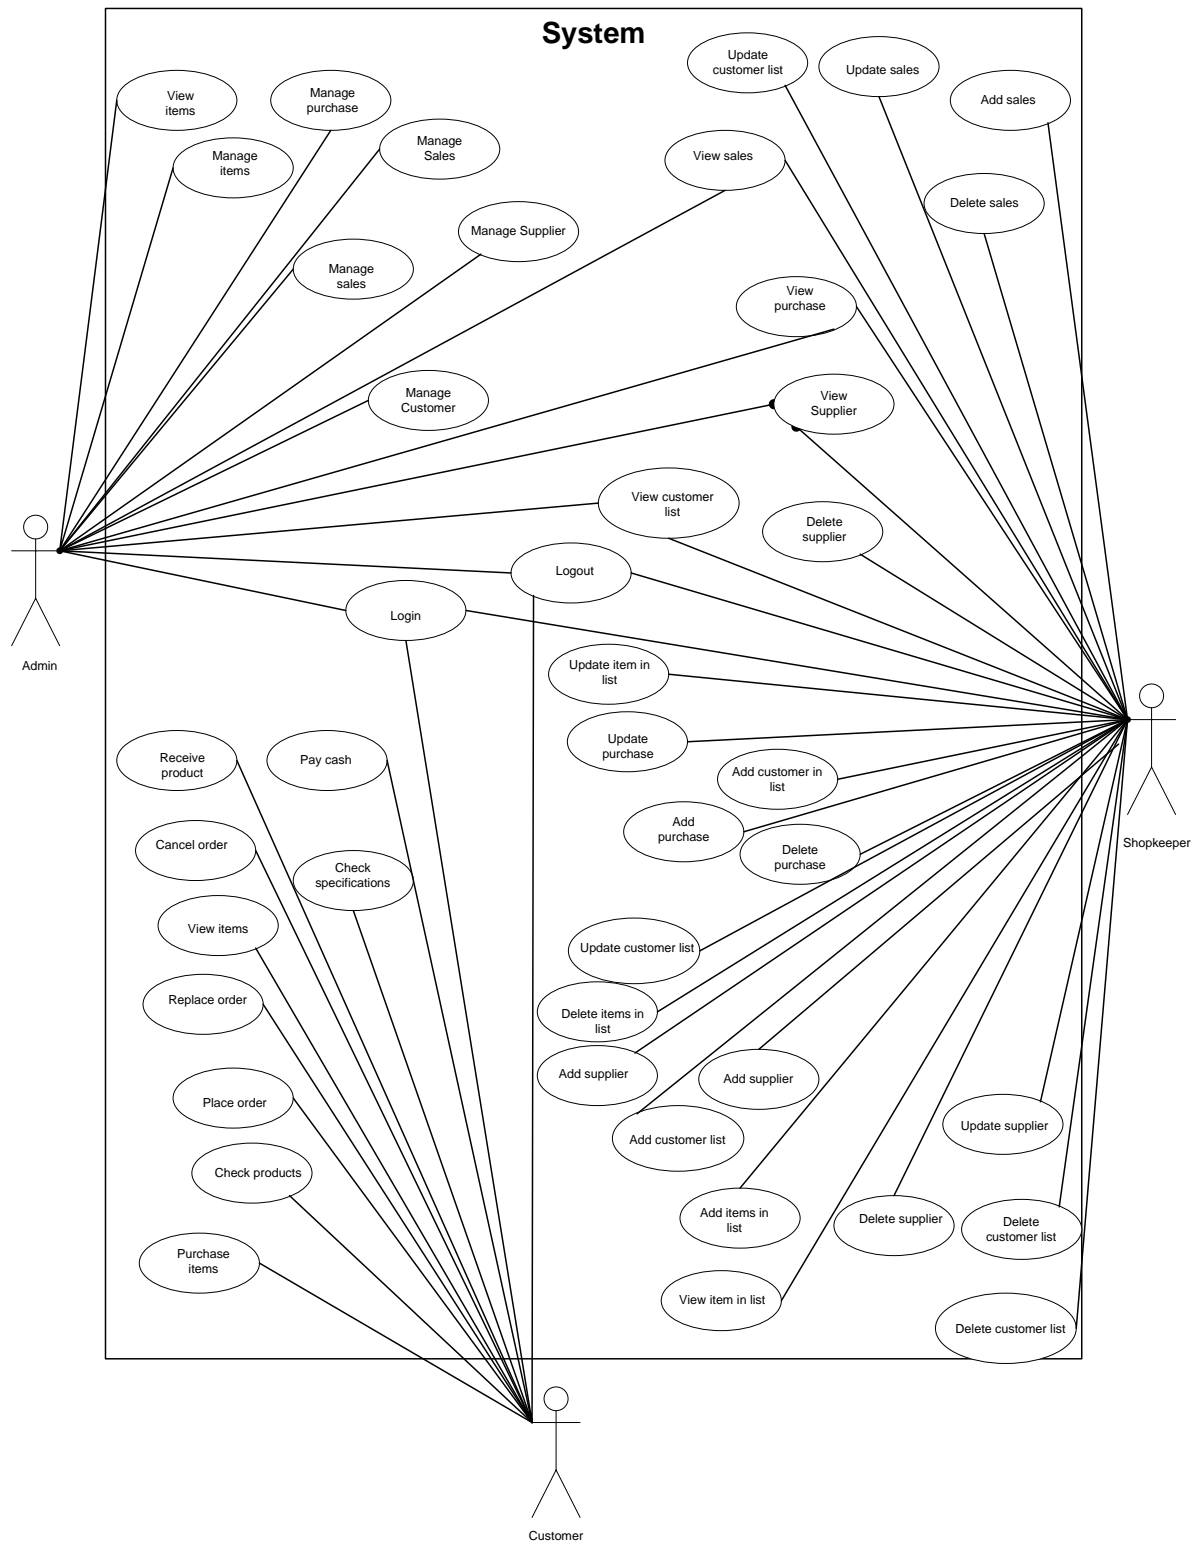 System
Update
customer list
Update sales
Add sales
View
items
Manage
purchase
Manage
Sales
Manage
items
View sales
Delete sales
Manage Supplier
Manage
sales
View
purchase
Manage
Customer
View
Supplier
View customer
list
Delete
supplier
Logout
Login
Admin
Update item in
list
Update
purchase
Receive
product
Pay cash
Add customer in
list
Add
purchase
Delete
purchase
Shopkeeper
Cancel order
Check
specifications
View items
Update customer list
Replace order
Delete items in
list
Add supplier
Add supplier
Place order
Add customer list
Update supplier
Check products
Add items in
list
Delete supplier
Delete
customer list
Purchase
items
View item in list
Delete customer list
Customer